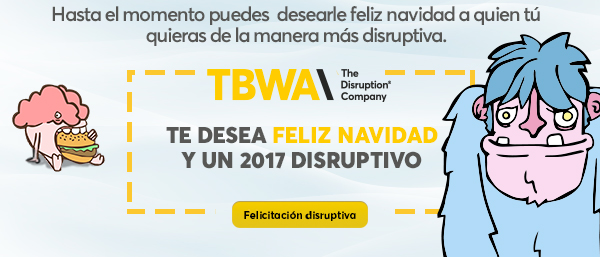 Hasta el momento puedes desearle feliz navidad a quien tú
quieras de la manera más disruptiva.
TBWA\
The
Disruption®
Company
TE DESEA FELIZ NAVIDAD
Y UN 2017 DISRUPTIVO
Felicitación disruptiva